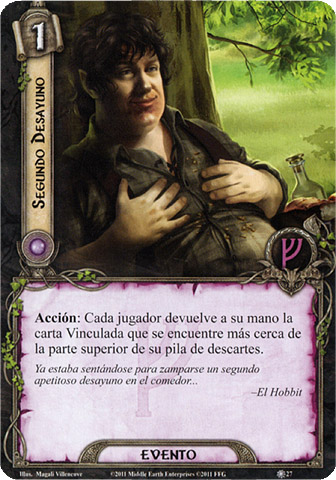 1
SEGUNDO DESAYUNO
Acción: Cada jugador devuelve a su mano la
carta Vinculada que se encuentre más cerca de
la parte superior de su pila de descartes.
Ya estaba sentándose para zamparse un segundo
apetitoso desayuno en el comedor...
–El Hobbit
EVENTO
Illus. Magali Villeneuve
©2011 Middle Earth Enterprises ©2011 FFG
27